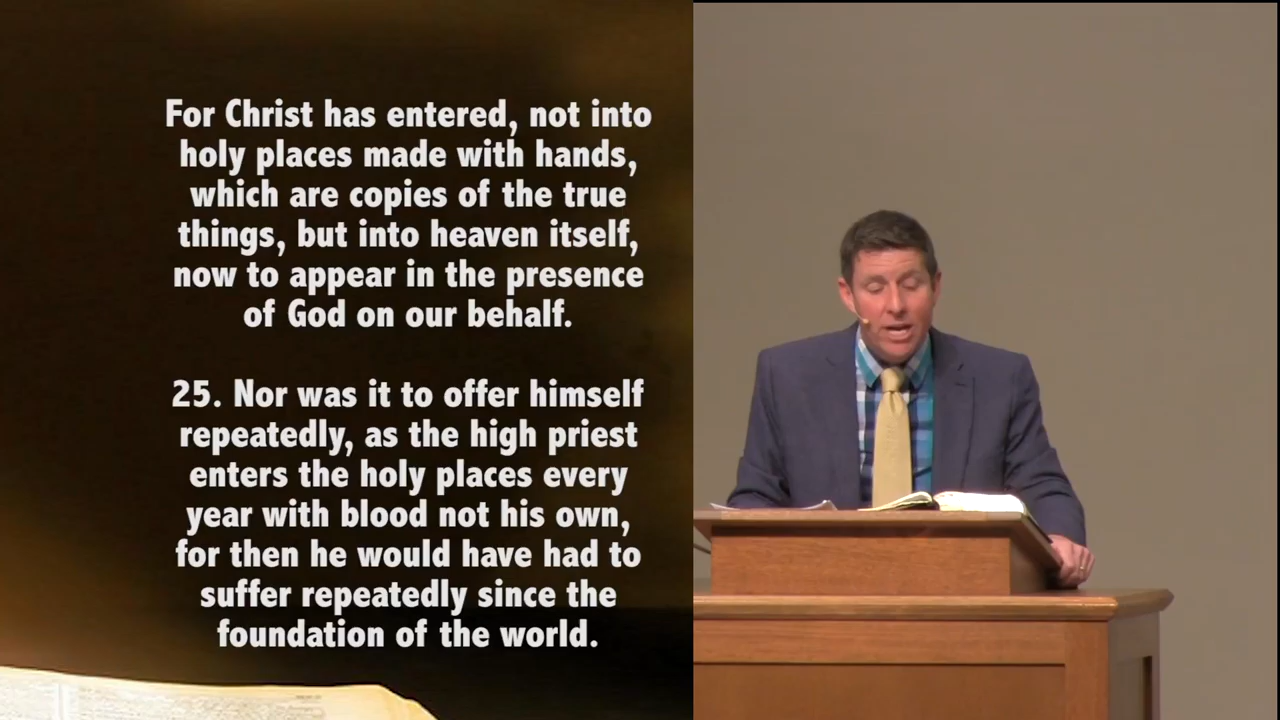 For Christ has entered, not into
holy places made with hands,
which are copies of the true
things, but into heaven itself,
now to appear in the presence
of God on our behalf.
25. Nor was it to offer himself
repeatedly, as the high priest
enters the holy places every
year with blood not his own,
for then he would have had to
suffer repeatedly since the
foundation of the world.